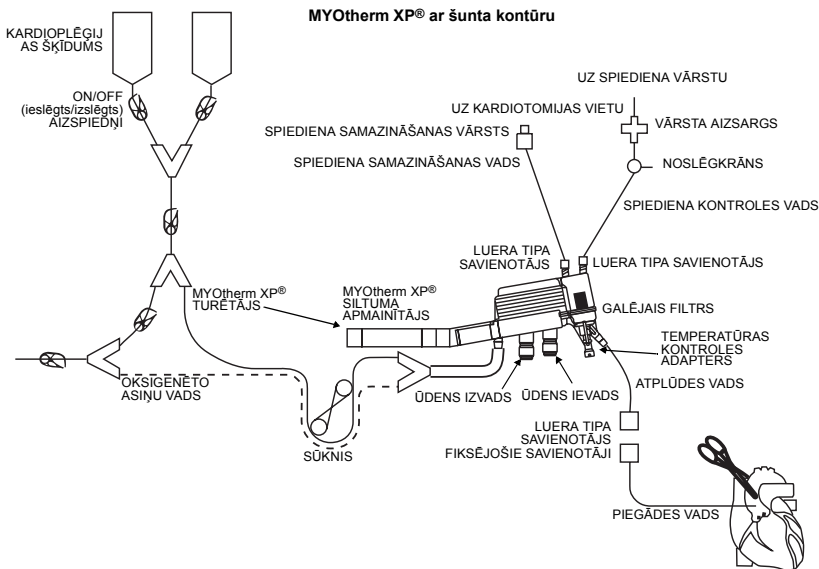 MYOtherm XP® ar šunta kontūru
KARDIOPLĒĢIJ
AS ŠĶĪDUMS
ON/OFF
(ieslēgts/izslēgts)
AIZSPIEDŅI
UZ SPIEDIENA VĀRSTU
UZ KARDIOTOMIJAS VIETU
VĀRSTA AIZSARGS
SPIEDIENA SAMAZINĀŠANAS VĀRSTS
SPIEDIENA SAMAZINĀŠANAS VADS
NOSLĒGKRĀNS
SPIEDIENA KONTROLES VADS
LUERA TIPA
SAVIENOTĀJS
LUERA TIPA SAVIENOTĀJS
MYOtherm XP®
TURĒTĀJS
MYOtherm XP®
SILTUMA
APMAINĪTĀJS
GALĒJAIS FILTRS
TEMPERATŪRAS
KONTROLES
ADAPTERS
OKSIGENĒTO
ASIŅU VADS
ŪDENS IZVADS
ŪDENS IEVADS
ATPLŪDES VADS
LUERA TIPA
SAVIENOTĀJS
FIKSĒJOŠIE SAVIENOTĀJI
SŪKNIS
PIEGĀDES VADS